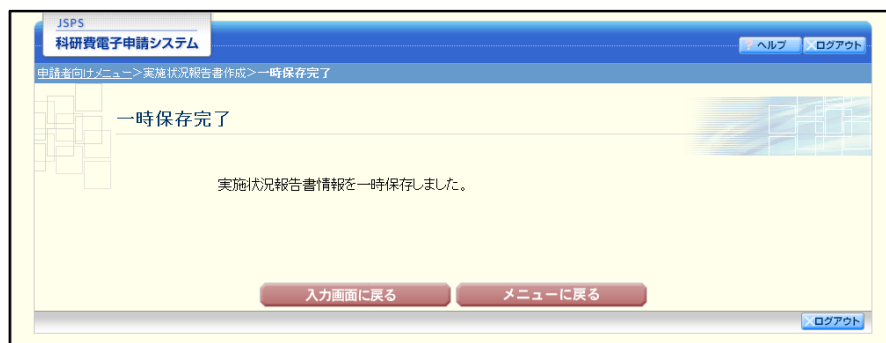 JSPS
科研費電子申請システム
? ヘルプ ×ログアウト
申請者向けメニュー>実施状況報告書作成>一時保存完了
一時保存完了
実施状況報告書情報を一時保存しました。
入力画面に戻る メニューに戻る
×ログアウト